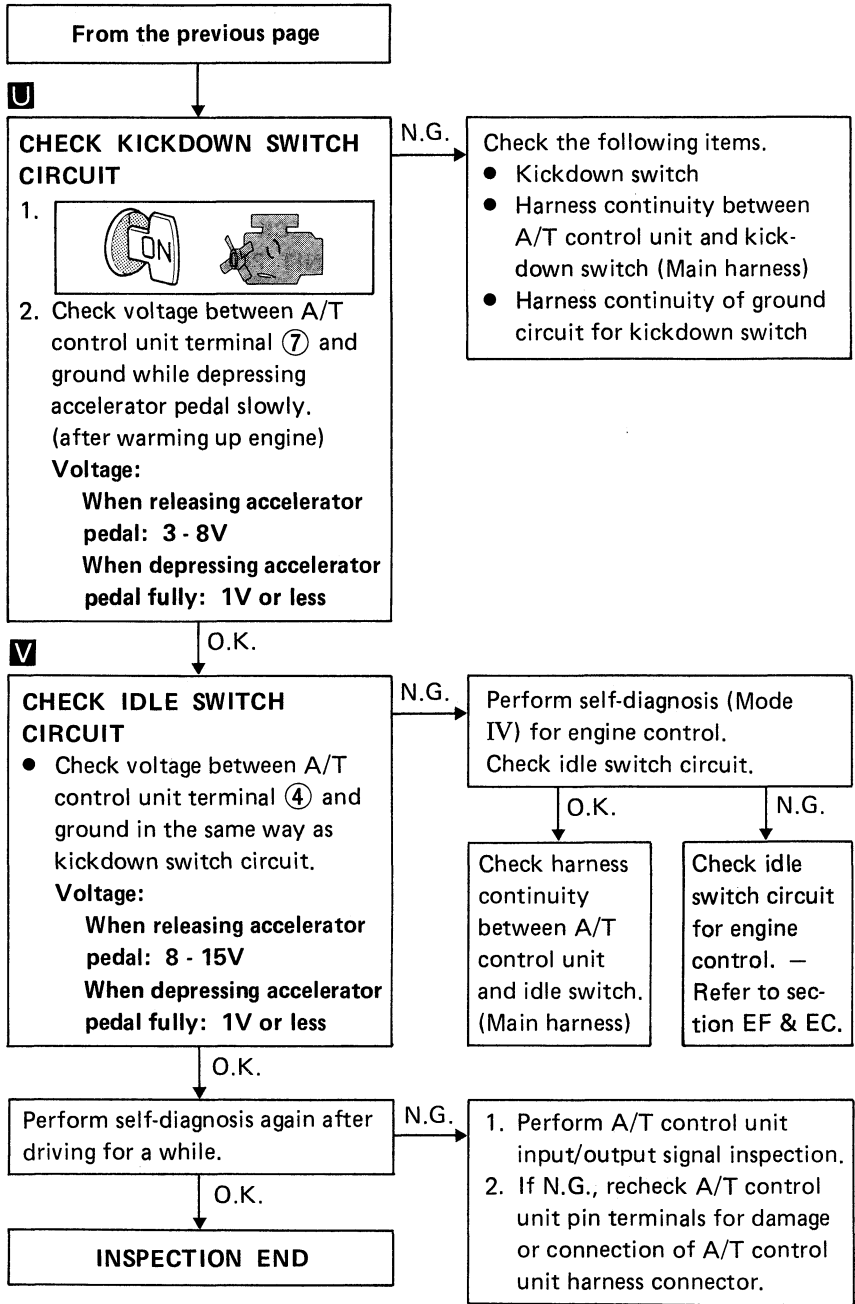 From the previous page
U
CHECK KICKDOWN SWITCH
CIRCUIT
1.
ON
2. Check voltage between A/T
control unit terminal ⑦ and
ground while depressing
accelerator pedal slowly.
(after warming up engine)
Voltage:
When releasing accelerator
pedal: 3 - 8V
When depressing accelerator
pedal fully: 1V or less
N.G.
Check the following items.
● Kickdown switch
● Harness continuity between
A/T control unit and kick-
down switch (Main harness)
● Harness continuity of ground
circuit for kickdown switch
O.K.
V
CHECK IDLE SWITCH
CIRCUIT
● Check voltage between A/T
control unit terminal ④ and
ground in the same way as
kickdown switch circuit.
Voltage:
When releasing accelerator
pedal: 8 - 15V
When depressing accelerator
pedal fully: 1V or less
N.G.
Perform self-diagnosis (Mode
IV) for engine control.
Check idle switch circuit.
O.K.
Check harness
continuity
between A/T
control unit
and idle switch.
(Main harness)
N.G.
Check idle
switch circuit
for engine
control. —
Refer to sec-
tion EF & EC.
O.K.
Perform self-diagnosis again after
driving for a while.
N.G.
1. Perform A/T control unit
input/output signal inspection.
2. If N.G., recheck A/T control
unit pin terminals for damage
or connection of A/T control
unit harness connector.
O.K.
INSPECTION END